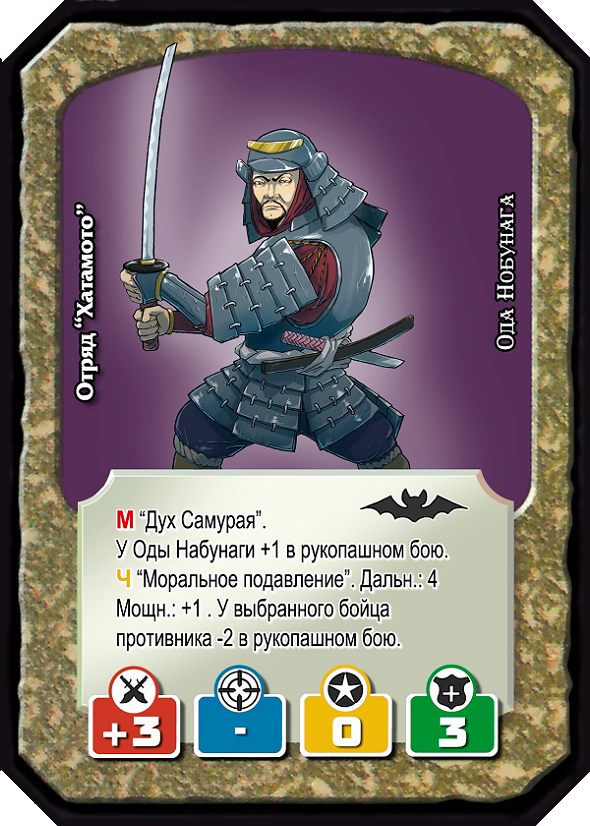 Отряд “Хатамото”
Ода Нобунага
М “Дух Самурая”.
У Оды Набунаги +1 в рукопашном бою.
Ч “Моральное подавление”. Дальн.: 4
Мощн.: +1 . У выбранного бойца
противника -2 в рукопашном бою.
+3 - 0 3